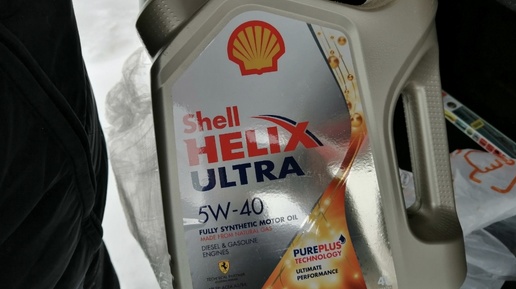 Shell
HELIX
ULTRA
5W-40
FULLY SYNTHETIC MOTOR OIL
MADE FROM NATURAL GAS
DIESEL & GASOLINE
ENGINES
PUREPLUS
TECHNOLOGY
ULTIMATE
PERFORMANCE